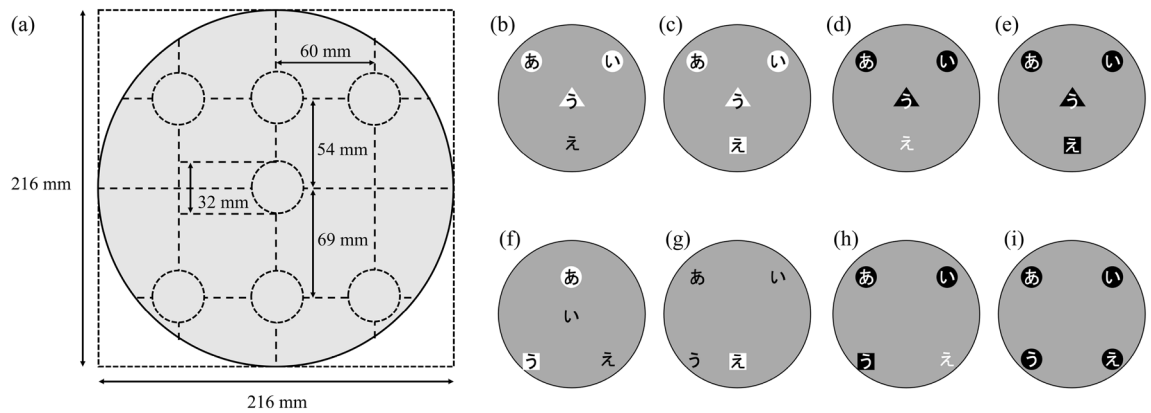 (a)
60 mm
54 mm
216 mm
32 mm
69 mm
216 mm
(b)
あ い
う
え
(c)
あ い
う
え
(d)
あ い
う
え
(e)
あ い
う
え
(f)
あ
い
う え
(g)
あ い
う え
(h)
あ い
う え
(i)
あ い
う え